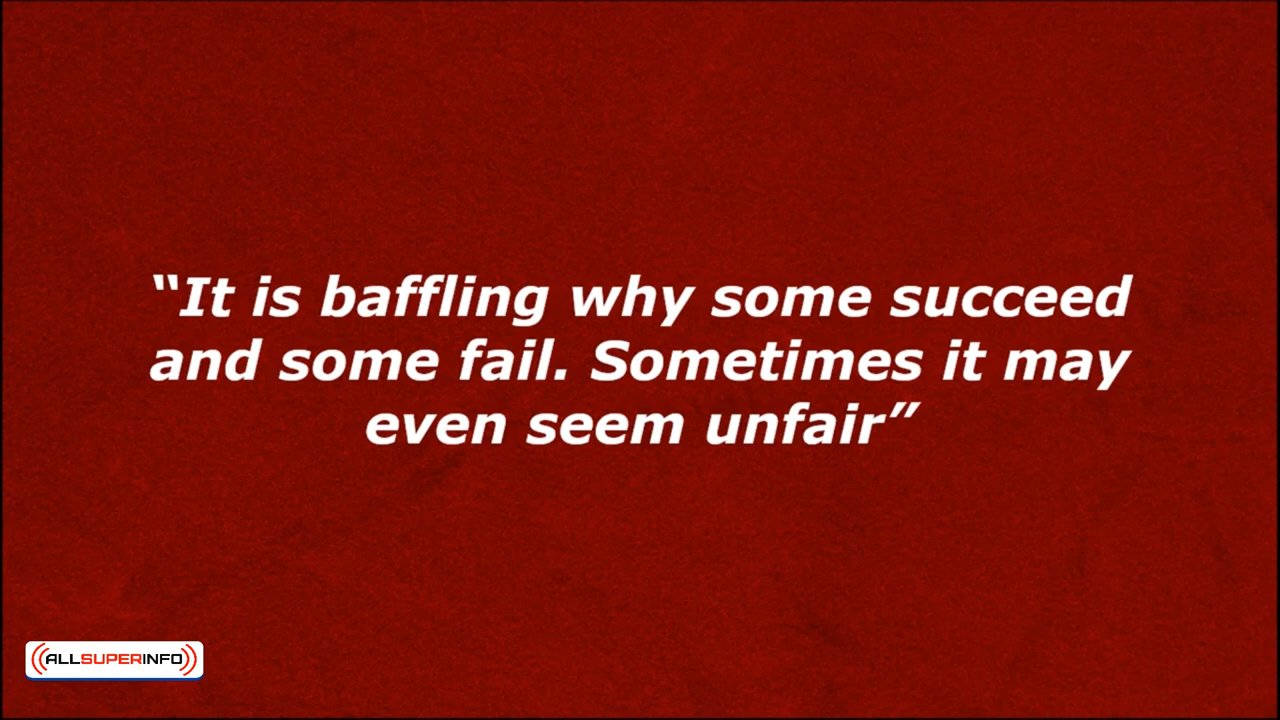 “It is baffling why some succeed
and some fail. Sometimes it may
even seem unfair”
ALLSUPERINFO